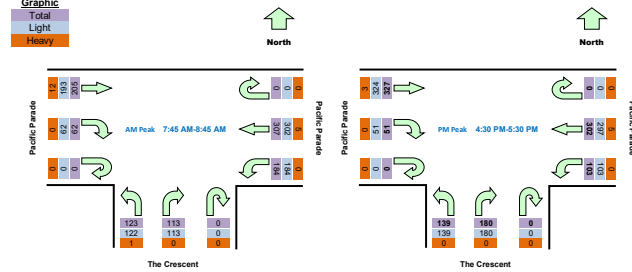 Graphic
Total
Light
Heavy
North
North
12 193 205
0 0 0
3 324 327
0 0 0
Pacific Parade
0 62 62
AM Peak 7:45 AM-8:45 AM
307 302 5
Pacific Parade
Pacific Parade
0 51 51
PM Peak 4:30 PM-5:30 PM
302 297 5
Pacific Parade
0 0 0
184 184 0
0 0 0
103 103 0
123 113 0
122 113 0
1 0 0
139 180 0
139 180 0
0 0 0
The Crescent
The Crescent